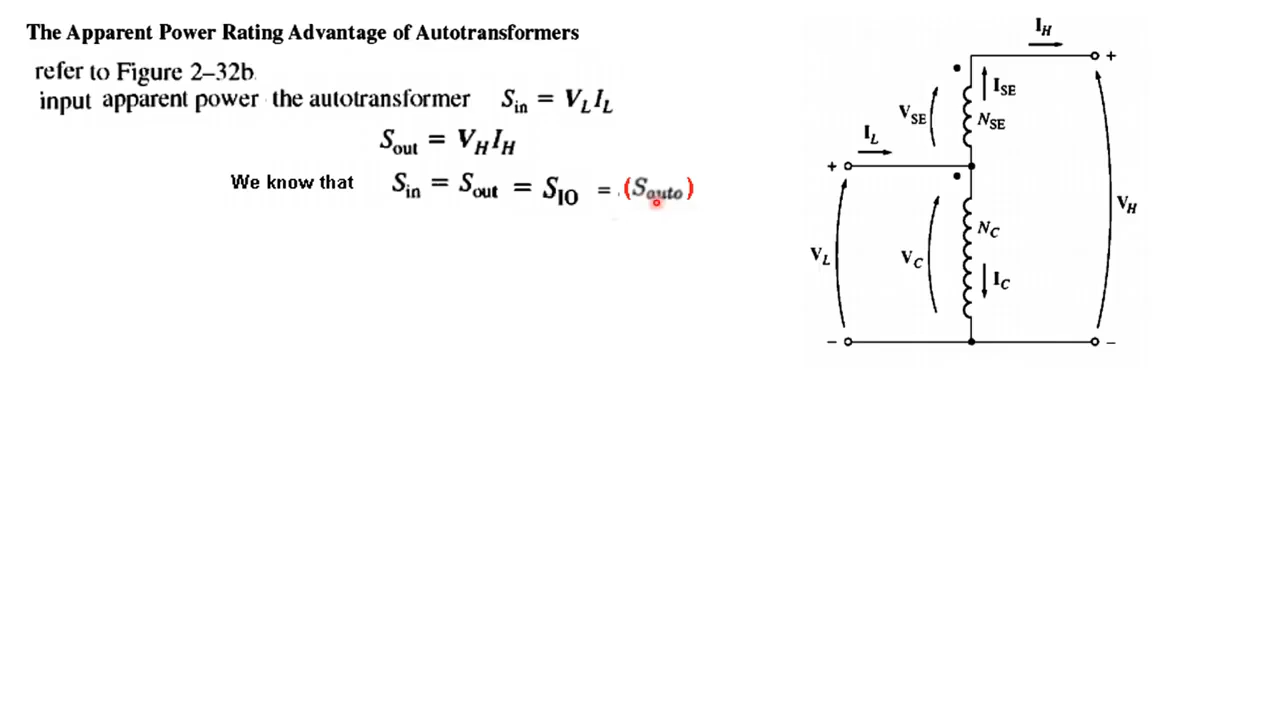 The Apparent Power Rating Advantage of Autotransformers
refer to Figure 2–32b.
input apparent power the autotransformer S_in = V_L I_L
S_out = V_H I_H
We know that S_in = S_out = S_IO = (S_auto)
I_H
I_SE
V_SE
N_SE
I_L
+
+
V_H
N_C
V_L
V_C
I_C
–
–